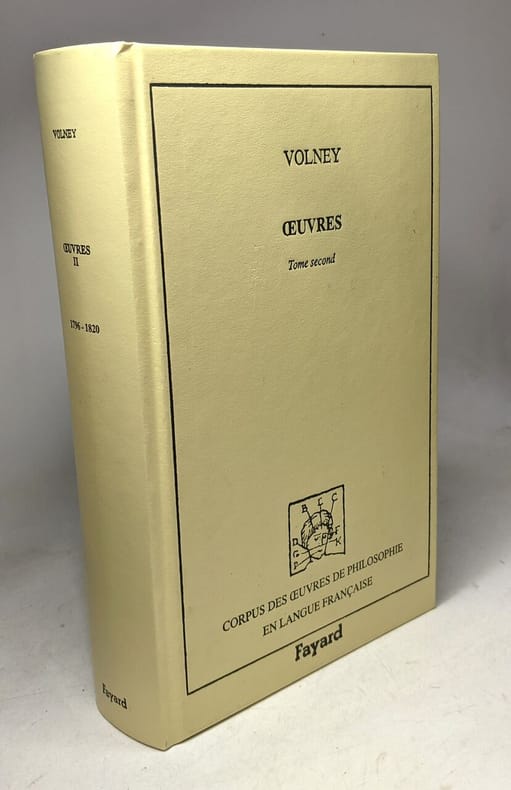 VOLNEY
ŒUVRES
II
1796-1820
Fayard
VOLNEY
ŒUVRES
Tome second
B L C
D F
G K
P
CORPUS DES ŒUVRES DE PHILOSOPHIE
EN LANGUE FRANÇAISE
Fayard